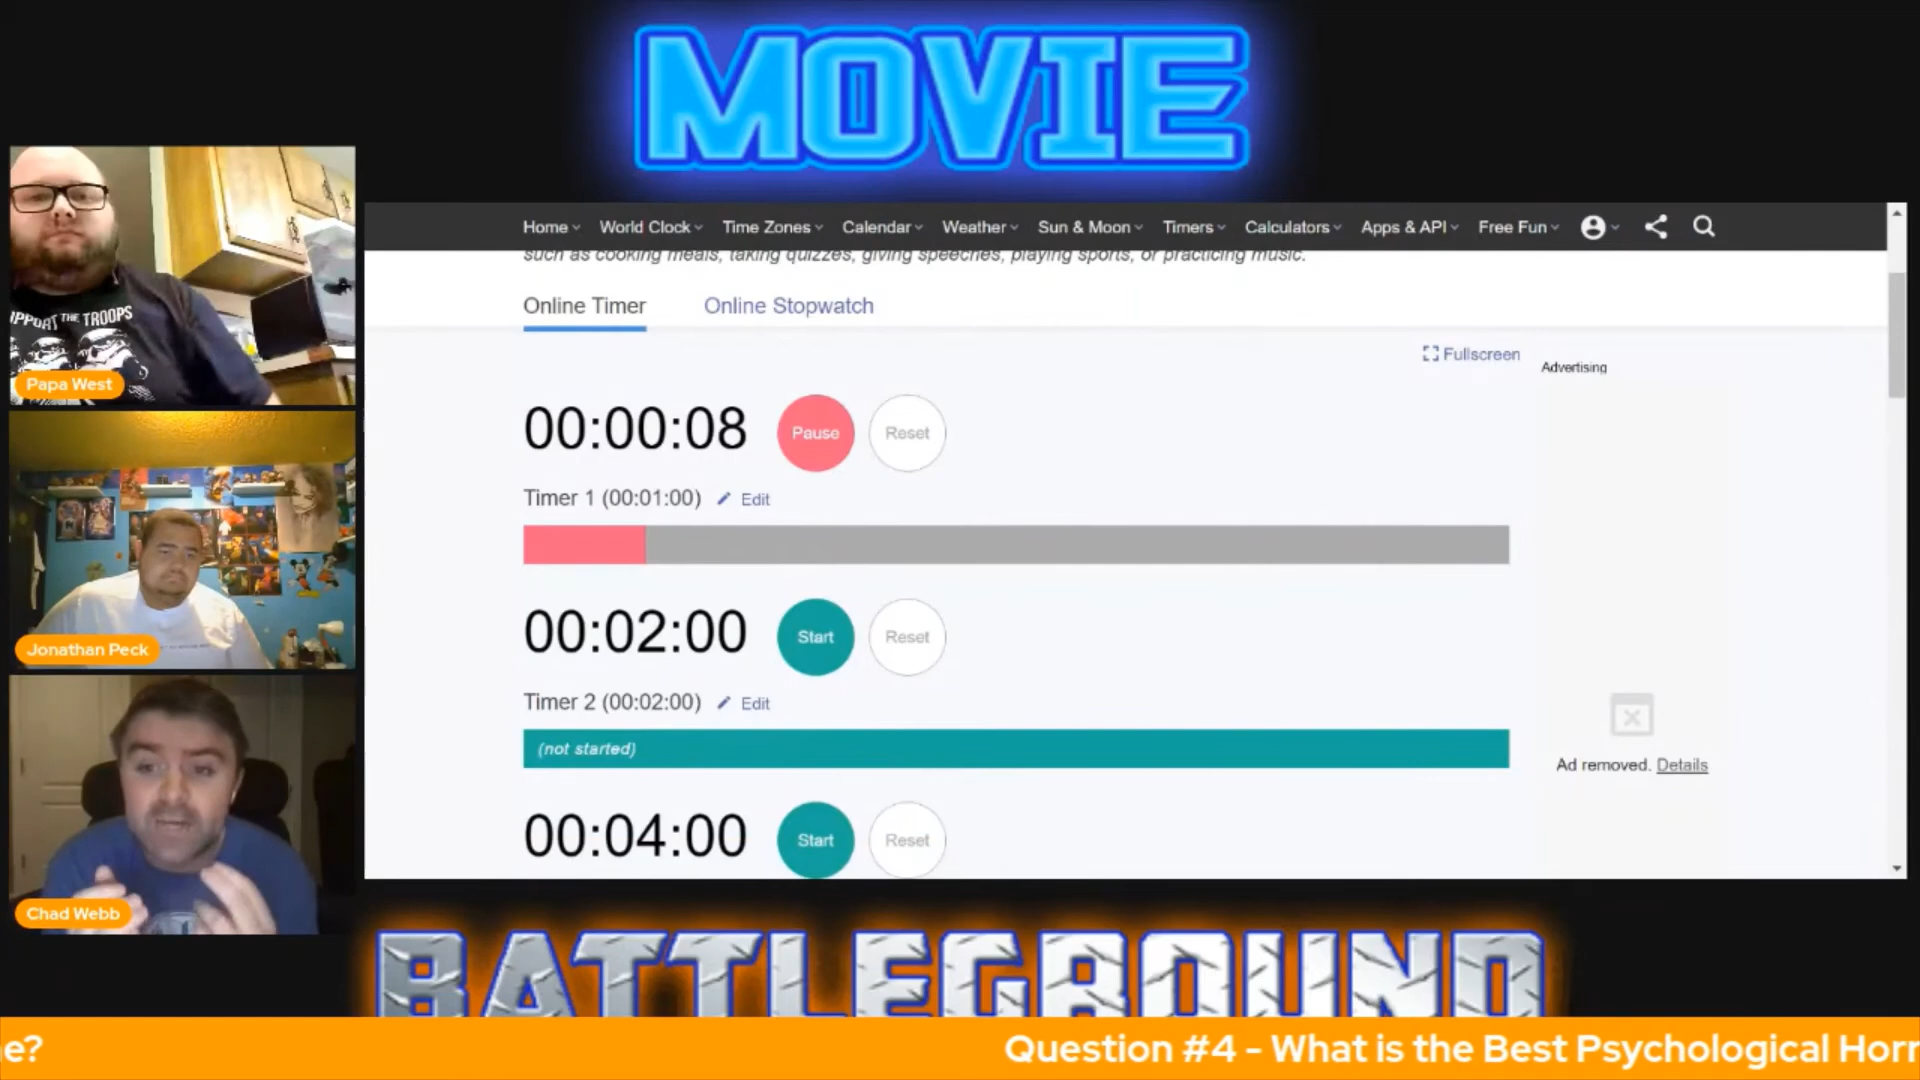 MOVIE
Home World Clock Time Zones Calendar Weather Sun & Moon Timers Calculators Apps & API Free Fun
such as cooking meals, taking quizzes, giving speeches, playing sports, or practicing music.
Online Timer Online Stopwatch
Fullscreen
Advertising
00:00:08 Pause Reset
Timer 1 (00:01:00) Edit
00:02:00 Start Reset
Timer 2 (00:02:00) Edit
(not started)
Ad removed. Details
00:04:00 Start Reset
PPORT THE TROOPS
Papa West
Jonathan Peck
Chad Webb
BATTLEGROUND
e? Question #4 - What is the Best Psychological Horr